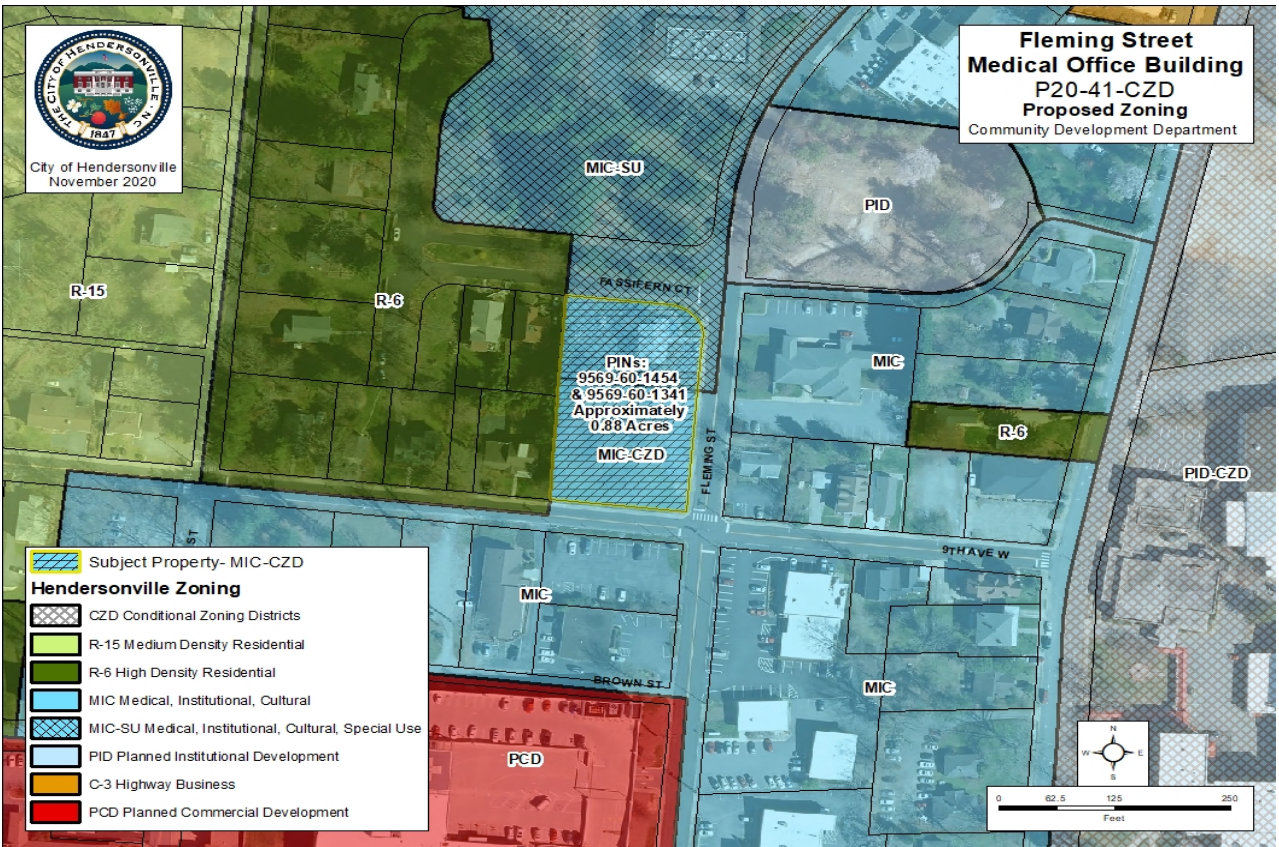 THE CITY OF HENDERSONVILLE N.C.
1847
City of Hendersonville
November 2020
Fleming Street
Medical Office Building
P20-41-CZD
Proposed Zoning
Community Development Department
MIC-SU
PID
R-15
R-6
FASSIFERN CT
PINs:
9569-60-1454
& 9569-60-1341
Approximately
0.88 Acres
MIC-CZD
MIC
R-6
FLEMING ST
PID-CZD
ST
9TH AVE W
MIC
BROWN ST
MIC
PCD
Subject Property- MIC-CZD
Hendersonville Zoning
CZD Conditional Zoning Districts
R-15 Medium Density Residential
R-6 High Density Residential
MIC Medical, Institutional, Cultural
MIC-SU Medical, Institutional, Cultural, Special Use
PID Planned Institutional Development
C-3 Highway Business
PCD Planned Commercial Development
N
W E
S
0 62.5 125 250
Feet